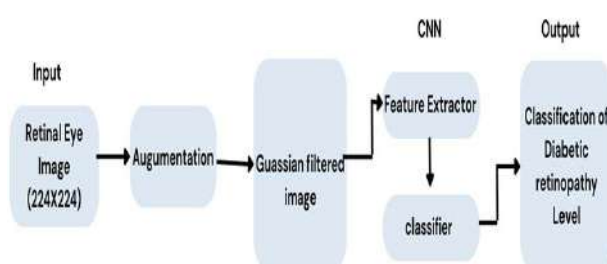 Input
Retinal Eye
Image
(224X224)
Augumentation
Guassian filtered
image
CNN
Feature Extractor
classifier
Output
Classification of
Diabetic
retinopathy
Level